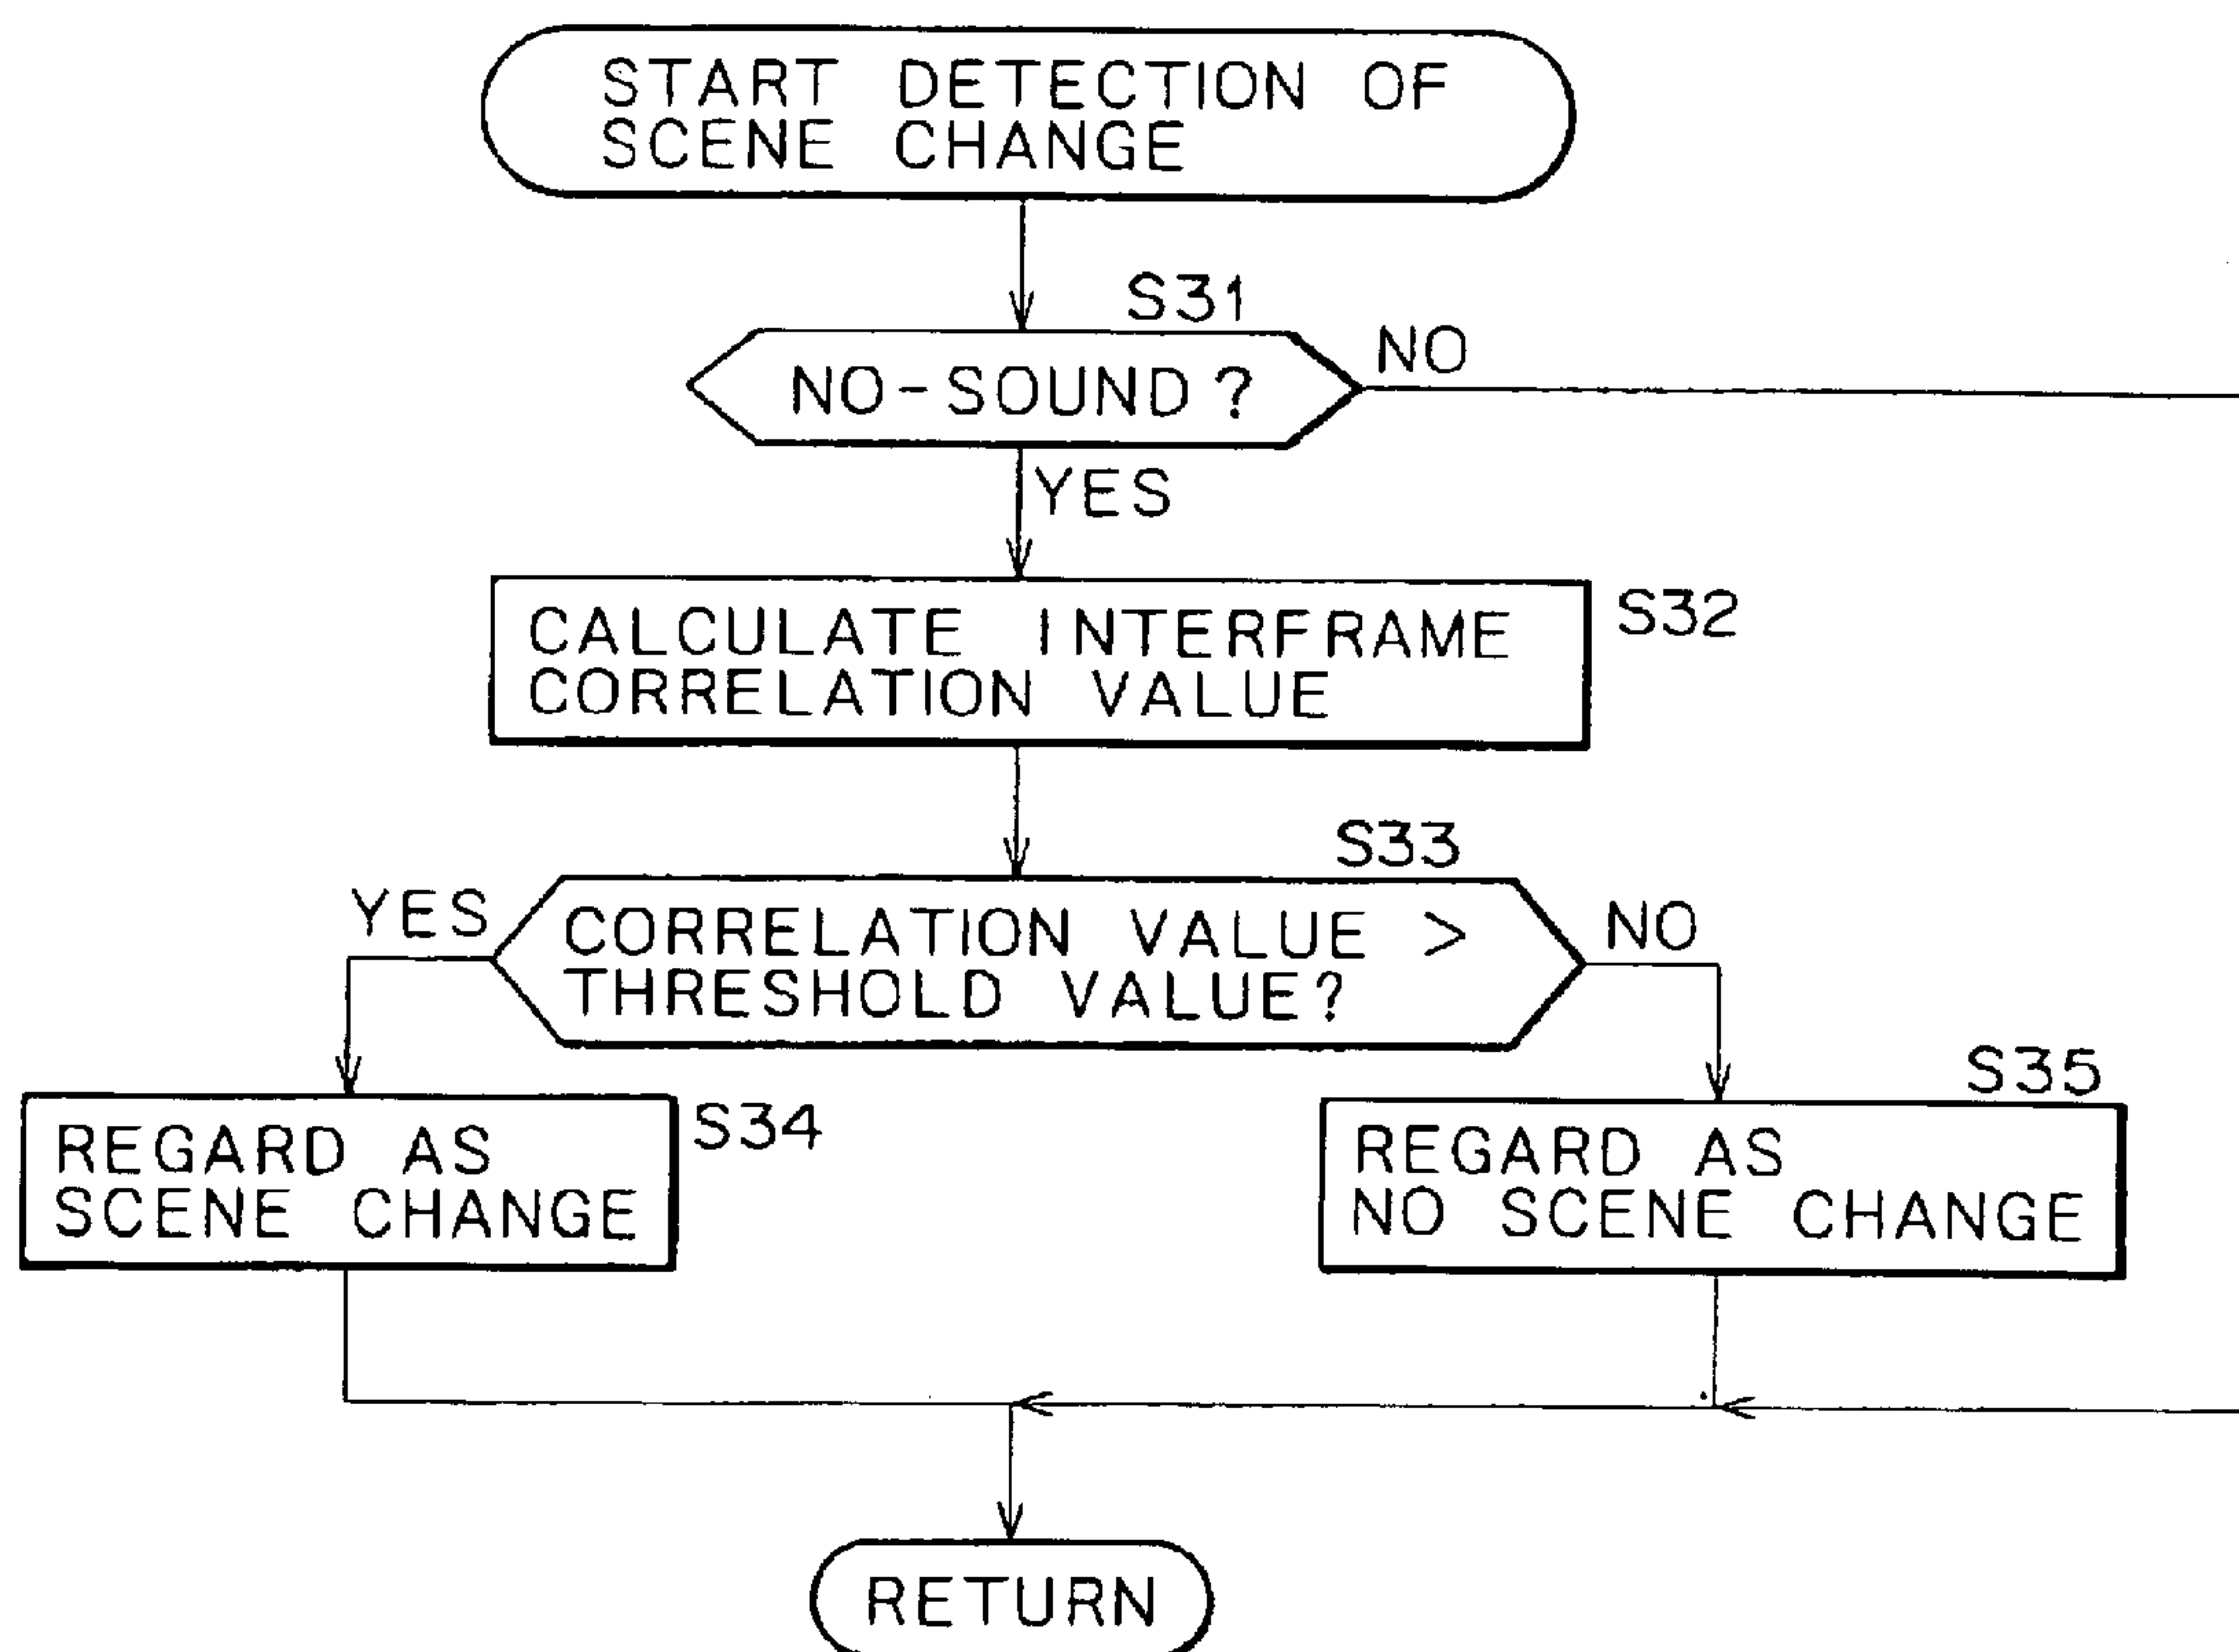 START DETECTION OF
SCENE CHANGE
S31
NO-SOUND?
NO
YES
CALCULATE INTERFRAME
CORRELATION VALUE
S32
S33
YES
CORRELATION VALUE >
THRESHOLD VALUE?
NO
REGARD AS
SCENE CHANGE
S34
S35
REGARD AS
NO SCENE CHANGE
RETURN